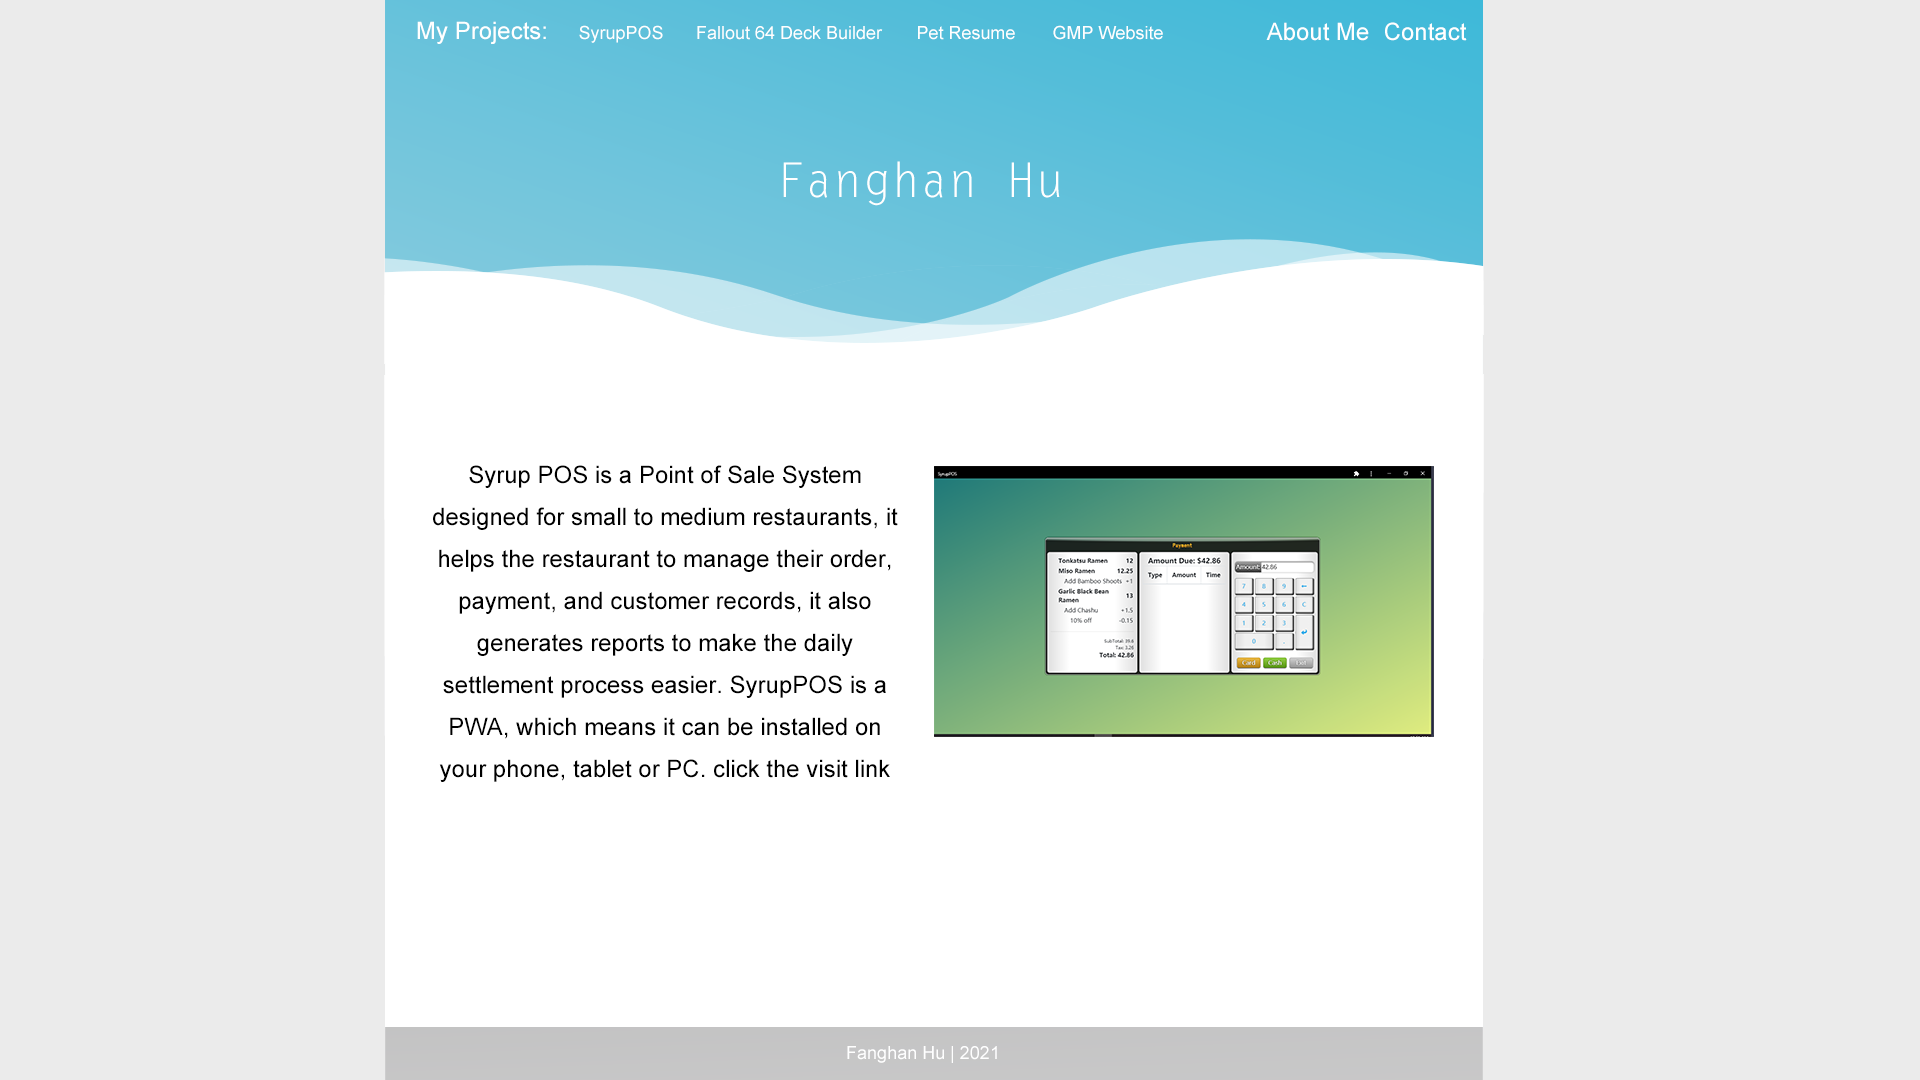 My Projects: SyrupPOS Fallout 64 Deck Builder Pet Resume GMP Website About Me Contact
Fanghan Hu
Syrup POS is a Point of Sale System
designed for small to medium restaurants, it
helps the restaurant to manage their order,
payment, and customer records, it also
generates reports to make the daily
settlement process easier. SyrupPOS is a
PWA, which means it can be installed on
your phone, tablet or PC. click the visit link
SyrupPOS
Payment
Tonkatsu Ramen 12
Miso Ramen 12.25
Add Bamboo Shoots +1
Garlic Black Bean
Ramen 13
Add Chashu +1.5
10% off -0.15
SubTotal: 39.6
Tax: 3.26
Total: 42.86
Amount Due: $42.86
Type Amount Time
Amount: 42.86
7 8 9 ←
4 5 6 C
1 2 3 ↵
0 .
Card Cash
Fanghan Hu | 2021